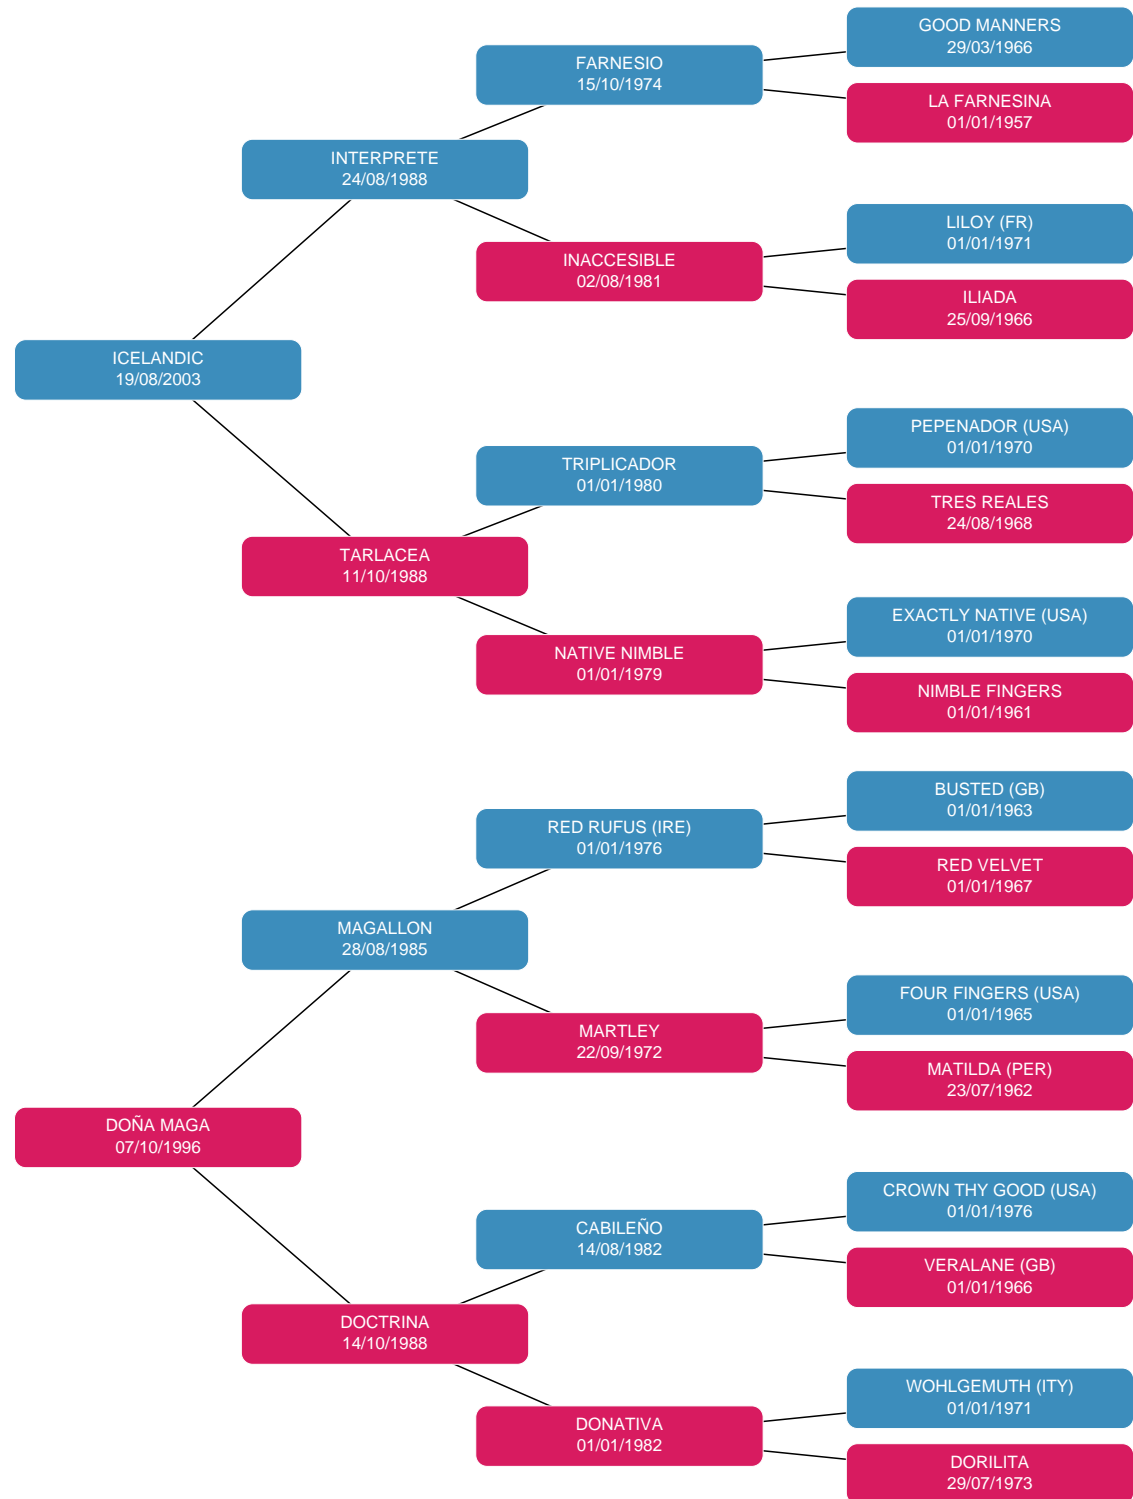 GOOD MANNERS
29/03/1966
FARNESIO
15/10/1974
LA FARNESINA
01/01/1957
INTERPRETE
24/08/1988
LILOY (FR)
01/01/1971
INACCESIBLE
02/08/1981
ILIADA
25/09/1966
ICELANDIC
19/08/2003
PEPENADOR (USA)
01/01/1970
TRIPLICADOR
01/01/1980
TRES REALES
24/08/1968
TARLACEA
11/10/1988
EXACTLY NATIVE (USA)
01/01/1970
NATIVE NIMBLE
01/01/1979
NIMBLE FINGERS
01/01/1961
BUSTED (GB)
01/01/1963
RED RUFUS (IRE)
01/01/1976
RED VELVET
01/01/1967
MAGALLON
28/08/1985
FOUR FINGERS (USA)
01/01/1965
MARTLEY
22/09/1972
MATILDA (PER)
23/07/1962
DOÑA MAGA
07/10/1996
CROWN THY GOOD (USA)
01/01/1976
CABILEÑO
14/08/1982
VERALANE (GB)
01/01/1966
DOCTRINA
14/10/1988
WOHLGEMUTH (ITY)
01/01/1971
DONATIVA
01/01/1982
DORILITA
29/07/1973